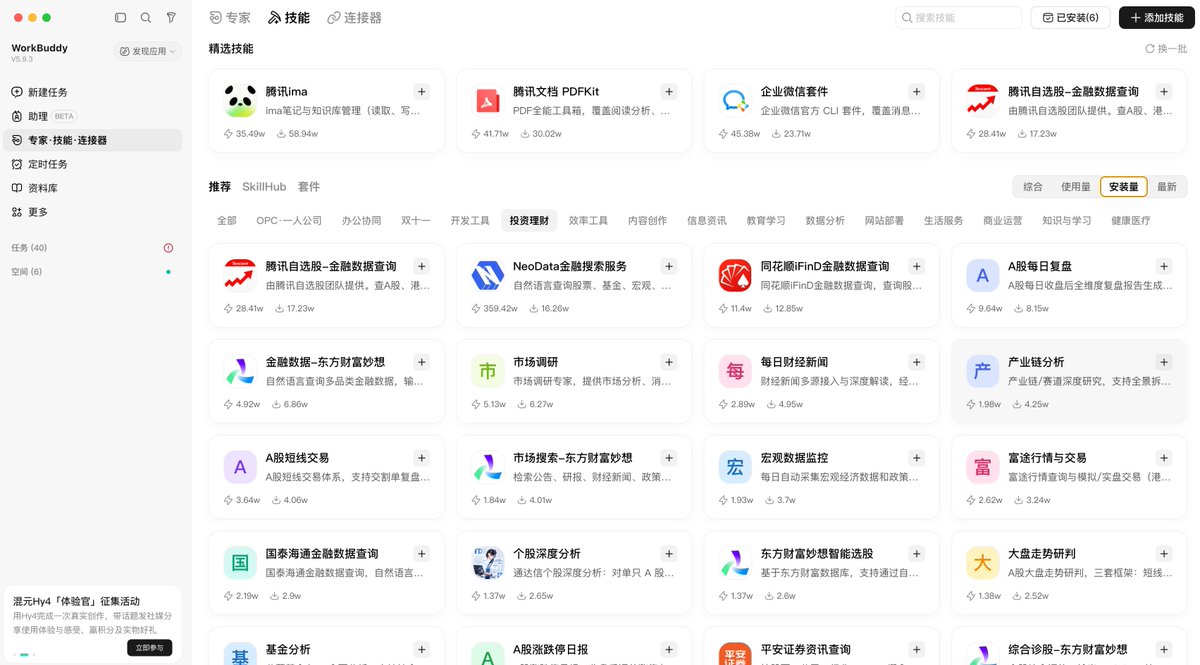 WorkBuddy
V5.9.3
发现应用
新建任务
助理 BETA
专家·技能·连接器
定时任务
资料库
更多
任务 (40)
空间 (6)
混元Hy4「体验官」征集活动
用Hy4完成一次真实创作，带话题发社媒分
享使用体验与感受，赢积分及实物好礼
立即参与
专家 技能 连接器
搜索技能
已安装(6)
添加技能
精选技能
换一批
腾讯ima
ima笔记与知识库管理（读取、写...
35.49w 58.94w
腾讯文档 PDFKit
PDF全能工具箱，覆盖阅读分析、...
41.71w 30.02w
企业微信套件
企业微信官方 CLI 套件，覆盖消息...
45.38w 23.71w
腾讯自选股-金融数据查询
由腾讯自选股团队提供。查A股、港...
28.41w 17.23w
推荐 SkillHub 套件
综合 使用量 安装量 最新
全部 OPC·一人公司 办公协同 双十一 开发工具 投资理财 效率工具 内容创作 信息资讯 教育学习 数据分析 网站部署 生活服务 商业运营 知识与学习 健康医疗
腾讯自选股-金融数据查询
由腾讯自选股团队提供。查A股、港...
28.41w 17.23w
NeoData金融搜索服务
自然语言查询股票、基金、宏观、...
359.42w 16.26w
同花顺iFinD金融数据查询
同花顺iFinD金融数据查询，查询股...
11.4w 12.85w
A
A股每日复盘
A股每日收盘后全维度复盘报告生成...
9.64w 8.15w
金融数据-东方财富妙想
自然语言查询多品类金融数据，输...
4.92w 6.86w
市
市场调研
市场调研专家，提供市场分析、消...
5.13w 6.27w
每
每日财经新闻
财经新闻多源接入与深度解读，经...
2.89w 4.95w
产
产业链分析
产业链/赛道深度研究，支持全景拆...
1.98w 4.25w
A
A股短线交易
A股短线交易体系，支持交割单复盘...
3.64w 4.06w
市场搜索-东方财富妙想
检索公告、研报、财经新闻、政策...
1.84w 4.01w
宏
宏观数据监控
每日自动采集宏观经济数据和政策...
1.93w 3.7w
富
富途行情与交易
富途行情查询与模拟/实盘交易（港...
2.62w 3.24w
国
国泰海通金融数据查询
国泰海通金融数据查询，自然语言...
2.19w 2.9w
个股深度分析
通达信个股深度分析：对单只 A 股...
1.37w 2.65w
东方财富妙想智能选股
基于东方财富数据库，支持通过自...
1.37w 2.6w
大
大盘走势研判
A股大盘走势研判，三套框架：短线...
1.38w 2.52w
基
基金分析
A
A股涨跌停日报
平安
证券
平安证券资讯查询
综合诊股-东方财富妙想